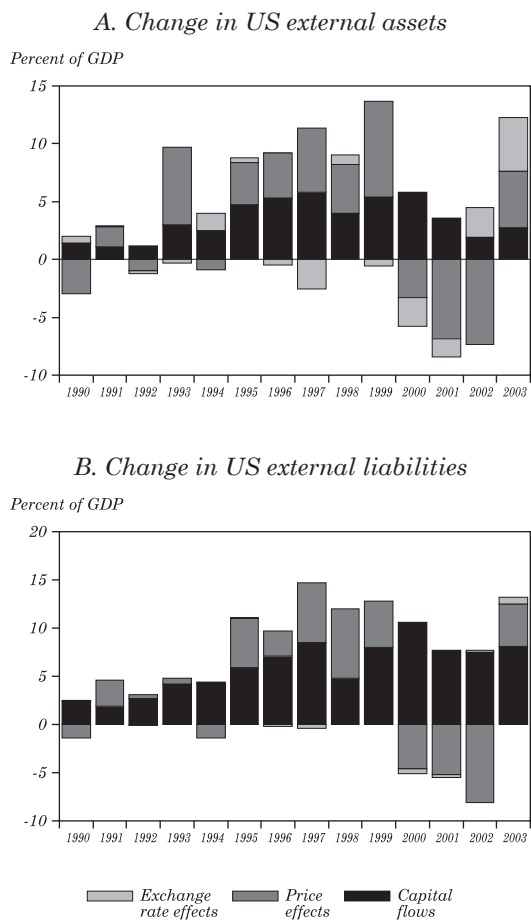 A. Change in US external assets
Percent of GDP
15
10
5
0
-5
-10
1990 1991 1992 1993 1994 1995 1996 1997 1998 1999 2000 2001 2002 2003
B. Change in US external liabilities
Percent of GDP
20
15
10
5
0
-5
-10
1990 1991 1992 1993 1994 1995 1996 1997 1998 1999 2000 2001 2002 2003
Exchange Price Capital
rate effects effects flows